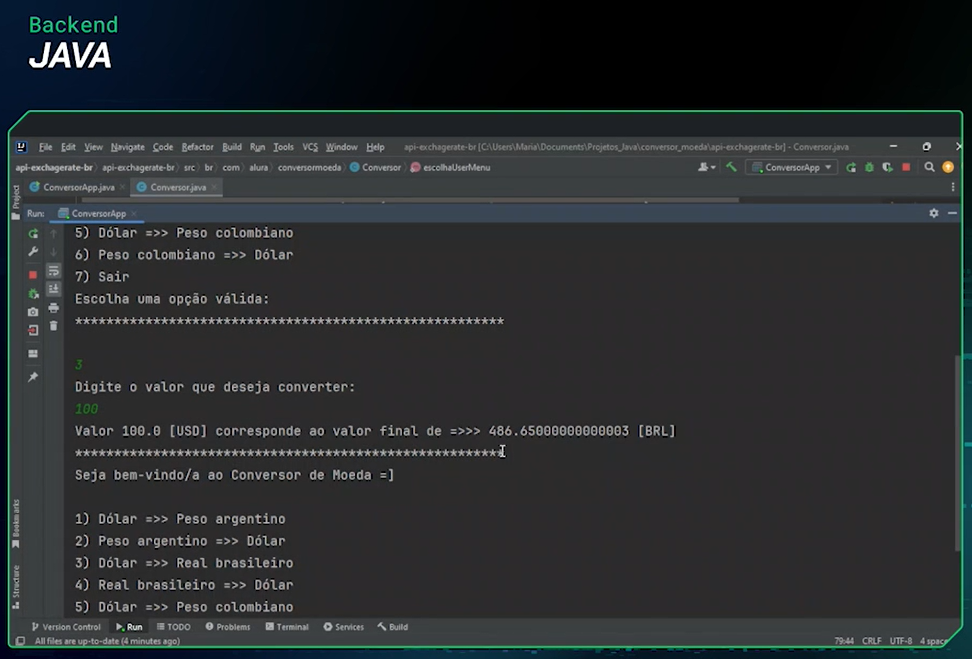 Backend
JAVA
File Edit View Navigate Code Refactor Build Run Tools VCS Window Help api-exchagerate-br [C:\Users\Maria\Documents\Projetos_Java\conversor_moeda\api-exchagerate-br] - Conversor.java
api-exchagerate-br api-exchagerate-br src br com alura conversormoeda Conversor escolhaUserMenu ConversorApp
Project
ConversorApp.java Conversor.java
Run: ConversorApp
5) Dólar =>> Peso colombiano
6) Peso colombiano =>> Dólar
7) Sair
Escolha uma opção válida:
*******************************************************
3
Digite o valor que deseja converter:
100
Valor 100.0 [USD] corresponde ao valor final de =>>> 486.65000000000003 [BRL]
*******************************************************
Seja bem-vindo/a ao Conversor de Moeda =]
1) Dólar =>> Peso argentino
2) Peso argentino =>> Dólar
3) Dólar =>> Real brasileiro
4) Real brasileiro =>> Dólar
5) Dólar =>> Peso colombiano
Bookmarks
Structure
Version Control Run TODO Problems Terminal Services Build
All files are up-to-date (4 minutes ago) 79:44 CRLF UTF-8 4 spac